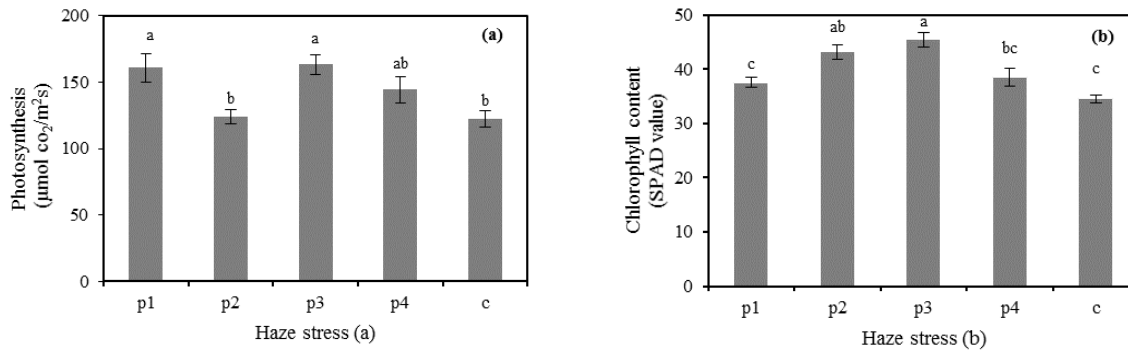 200
150
100
50
0
Photosynthesis
(μmol co₂/m²s)
(a)
a
b
a
ab
b
p1 p2 p3 p4 c
Haze stress (a)
50
40
30
20
10
0
Chlorophyll content
(SPAD value)
(b)
c
ab
a
bc
c
p1 p2 p3 p4 c
Haze stress (b)